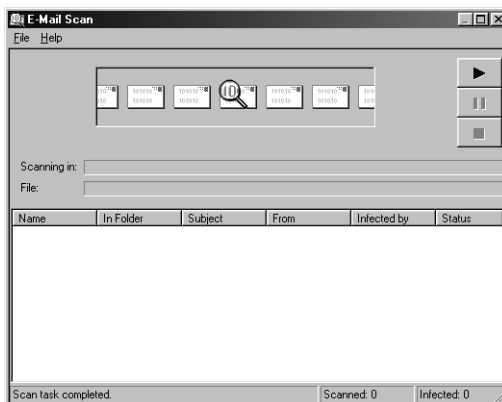 E-Mail Scan
File Help
Scanning in:
File:
Name In Folder Subject From Infected by Status
Scan task completed. Scanned: 0 Infected: 0